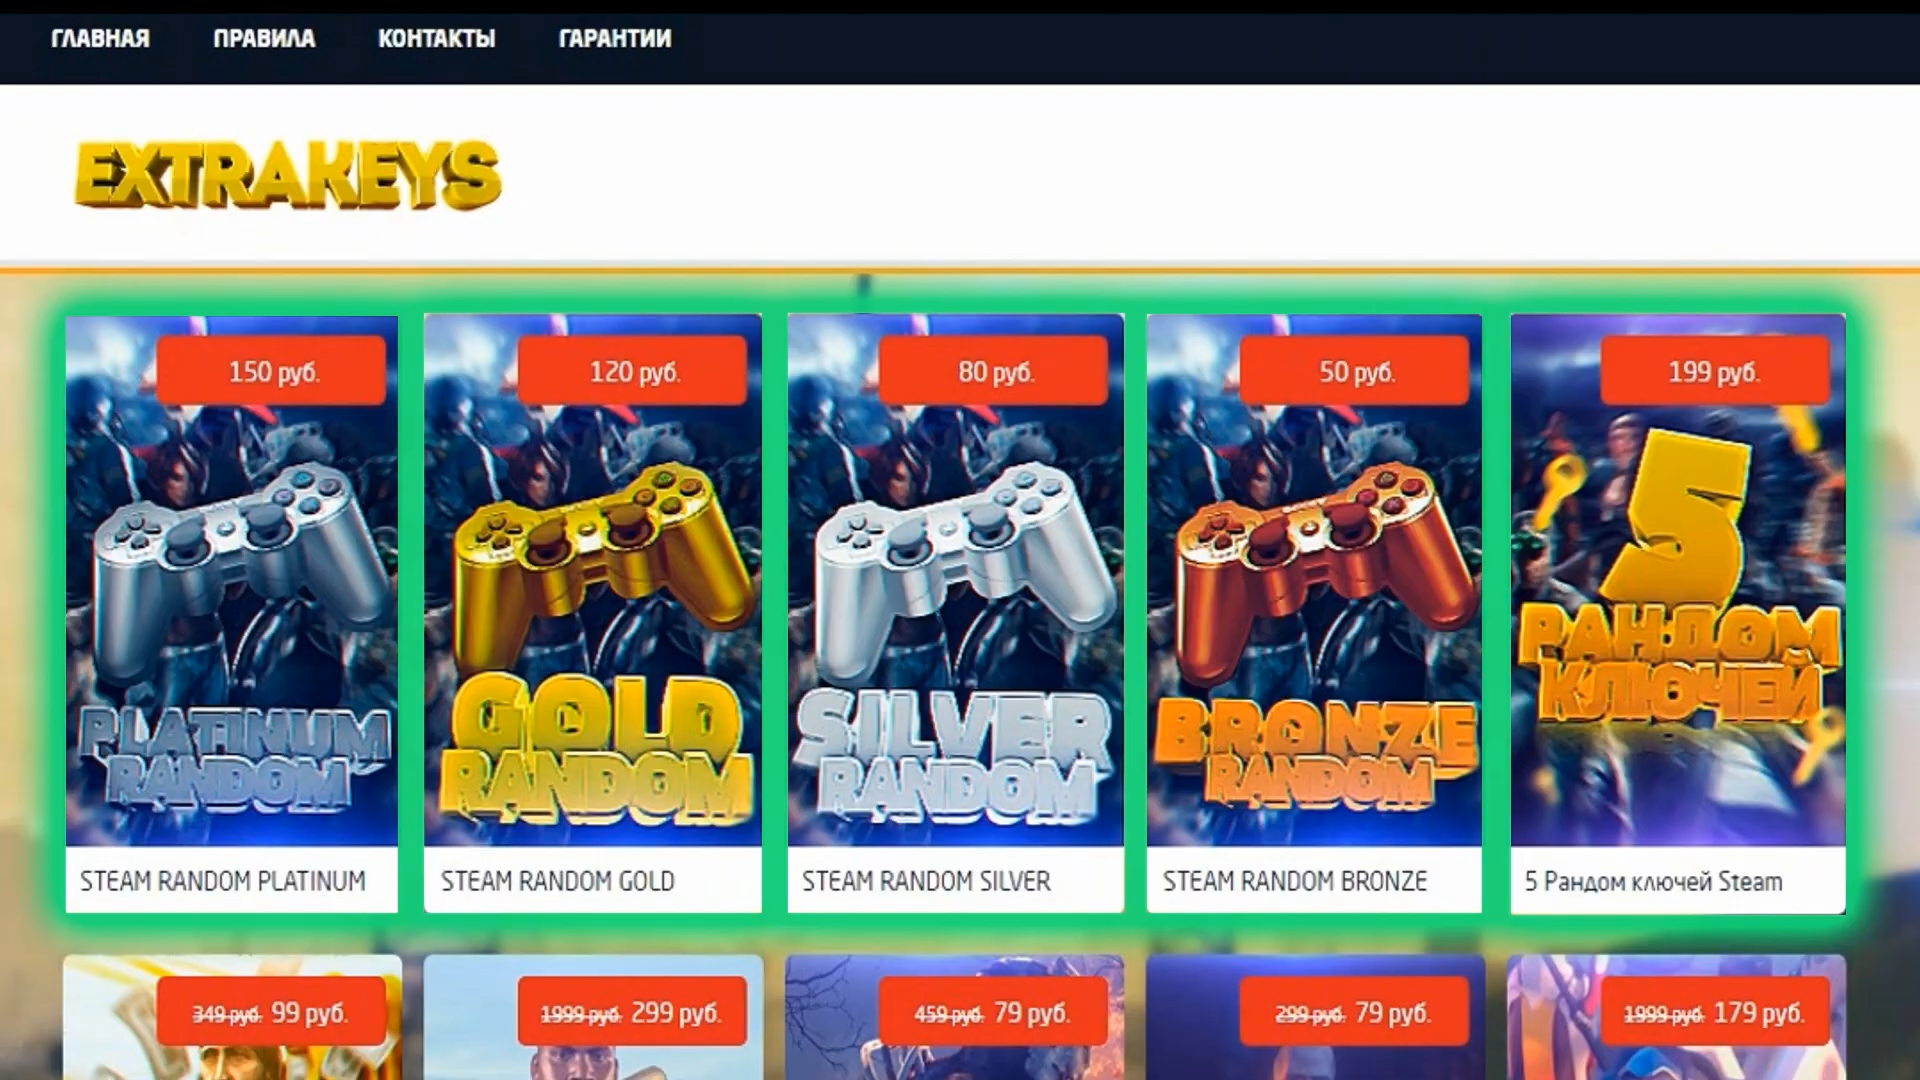 ГЛАВНАЯ ПРАВИЛА КОНТАКТЫ ГАРАНТИИ
EXTRAKEYS
150 руб.
120 руб.
80 руб.
50 руб.
199 руб.
PLATINUM
RANDOM
GOLD
RANDOM
SILVER
RANDOM
BRONZE
RANDOM
5
РАНДОМ
КЛЮЧЕЙ
STEAM RANDOM PLATINUM
STEAM RANDOM GOLD
STEAM RANDOM SILVER
STEAM RANDOM BRONZE
5 Рандом ключей Steam
349 руб. 99 руб.
1999 руб. 299 руб.
459 руб. 79 руб.
299 руб. 79 руб.
1999 руб. 179 руб.